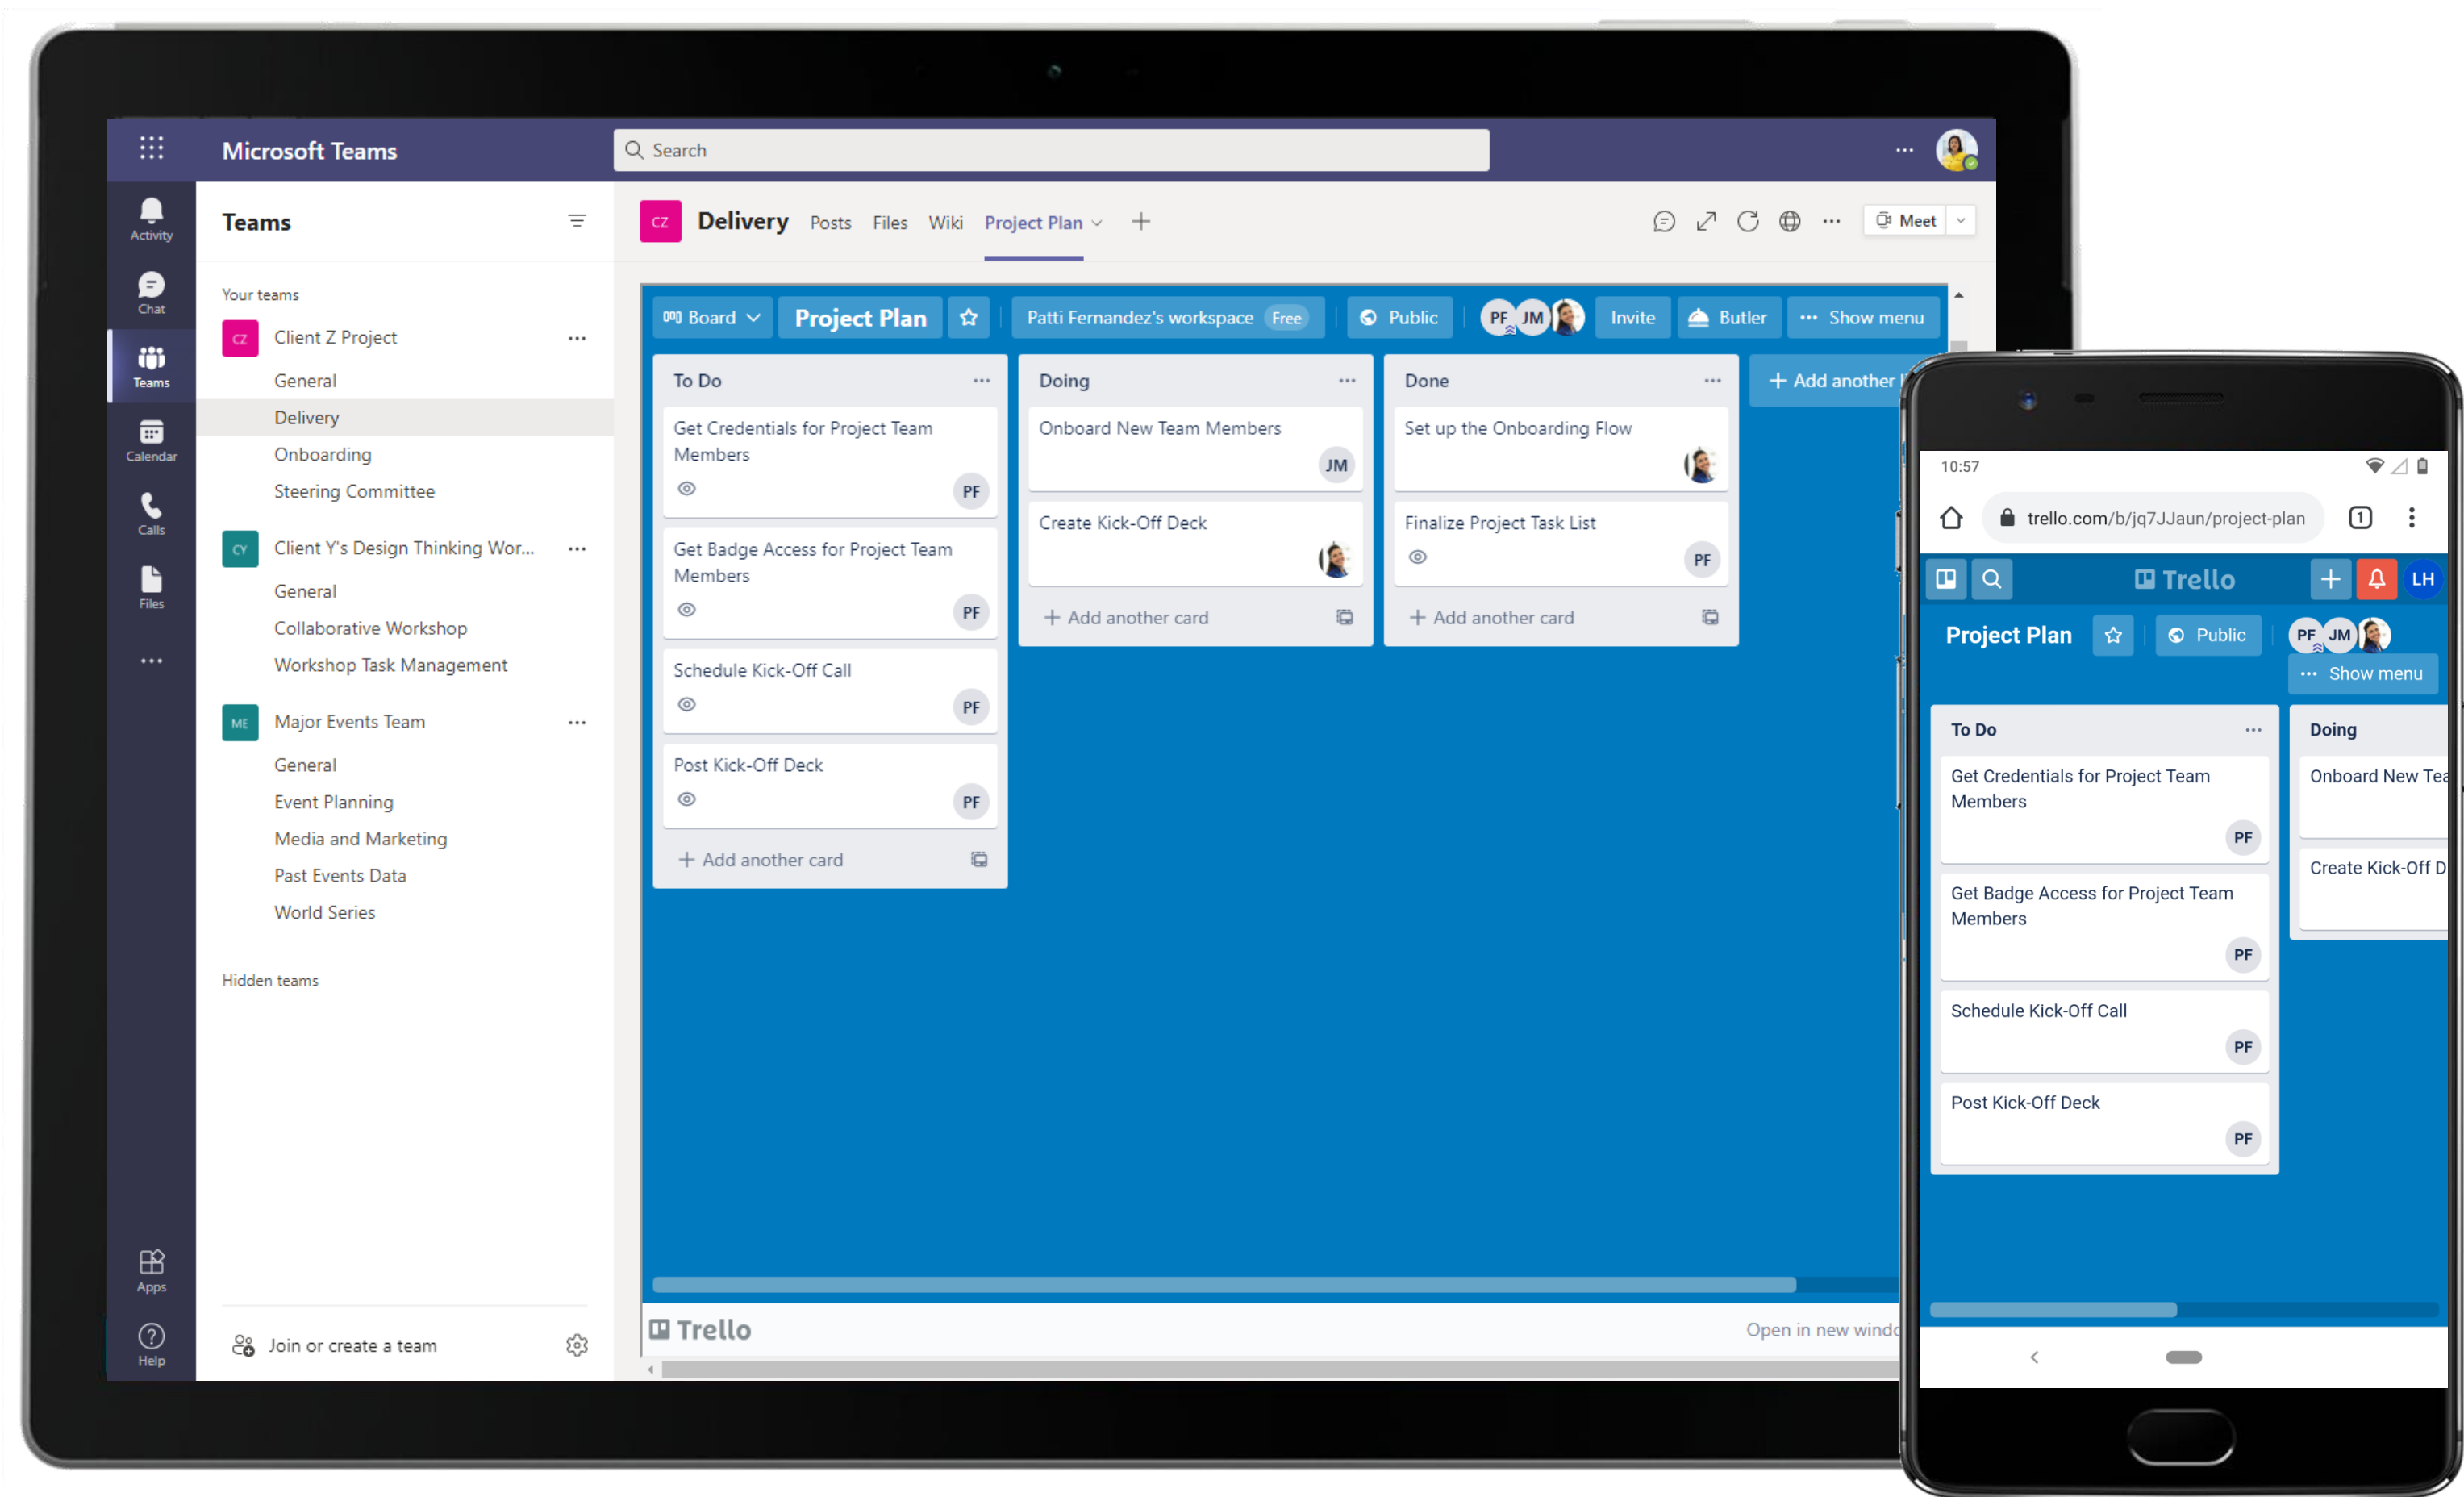 Microsoft Teams
Search
Activity
Chat
Teams
Calendar
Calls
Files
Apps
Help
Teams
Your teams
CZ Client Z Project
General
Delivery
Onboarding
Steering Committee
CY Client Y's Design Thinking Wor...
General
Collaborative Workshop
Workshop Task Management
ME Major Events Team
General
Event Planning
Media and Marketing
Past Events Data
World Series
Hidden teams
Join or create a team
CZ Delivery Posts Files Wiki Project Plan
Meet
Board Project Plan Patti Fernandez's workspace Free Public PF JM Invite Butler ... Show menu
To Do
Get Credentials for Project Team
Members
PF
Get Badge Access for Project Team
Members
PF
Schedule Kick-Off Call
PF
Post Kick-Off Deck
PF
+ Add another card
Doing
Onboard New Team Members
JM
Create Kick-Off Deck
+ Add another card
Done
Set up the Onboarding Flow
Finalize Project Task List
PF
+ Add another card
+ Add another
Trello
Open in new
10:57
trello.com/b/jq7JJaun/project-plan
1
Trello
LH
Project Plan Public PF JM
... Show menu
To Do
Get Credentials for Project Team
Members
PF
Get Badge Access for Project Team
Members
PF
Schedule Kick-Off Call
PF
Post Kick-Off Deck
PF
Doing
Onboard New
Create Kick-Off